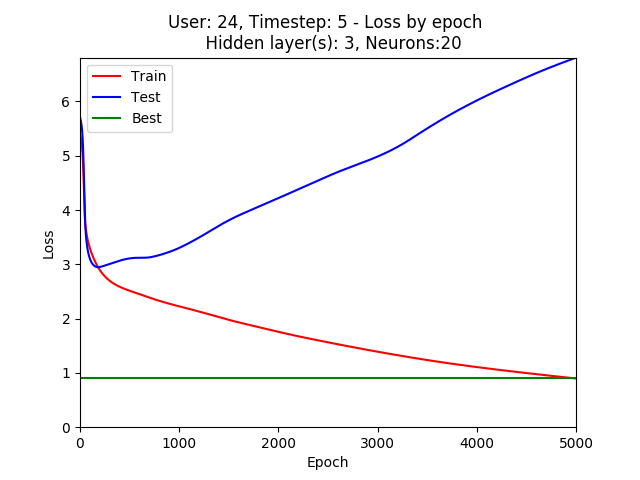 User: 24, Timestep: 5 - Loss by epoch
Hidden layer(s): 3, Neurons:20
Train
Test
Best
6
5
4
3
2
1
0
Loss
0 1000 2000 3000 4000 5000
Epoch